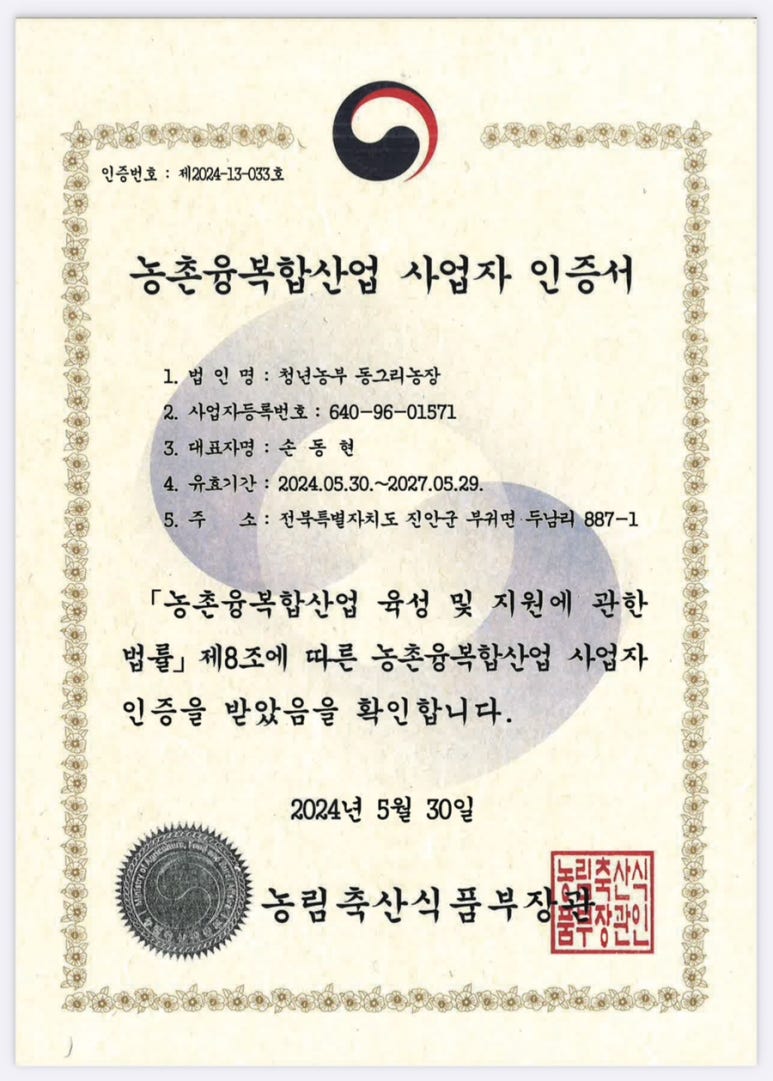 인증번호 : 제2024-13-033호
농촌융복합산업 사업자 인증서
1. 법 인 명 : 청년농부 동그리농장
2. 사업자등록번호 : 640-96-01571
3. 대표자명 : 손 동 현
4. 유효기간 : 2024.05.30.~2027.05.29.
5. 주 소 : 전북특별자치도 진안군 부귀면 두남리 887-1
「농촌융복합산업 육성 및 지원에 관한
법률」 제8조에 따른 농촌융복합산업 사업자
인증을 받았음을 확인합니다.
2024년 5월 30일
농림축산식품부장관
농림축산식
품부장관인
Ministry of Agriculture, Food and Rural Affairs